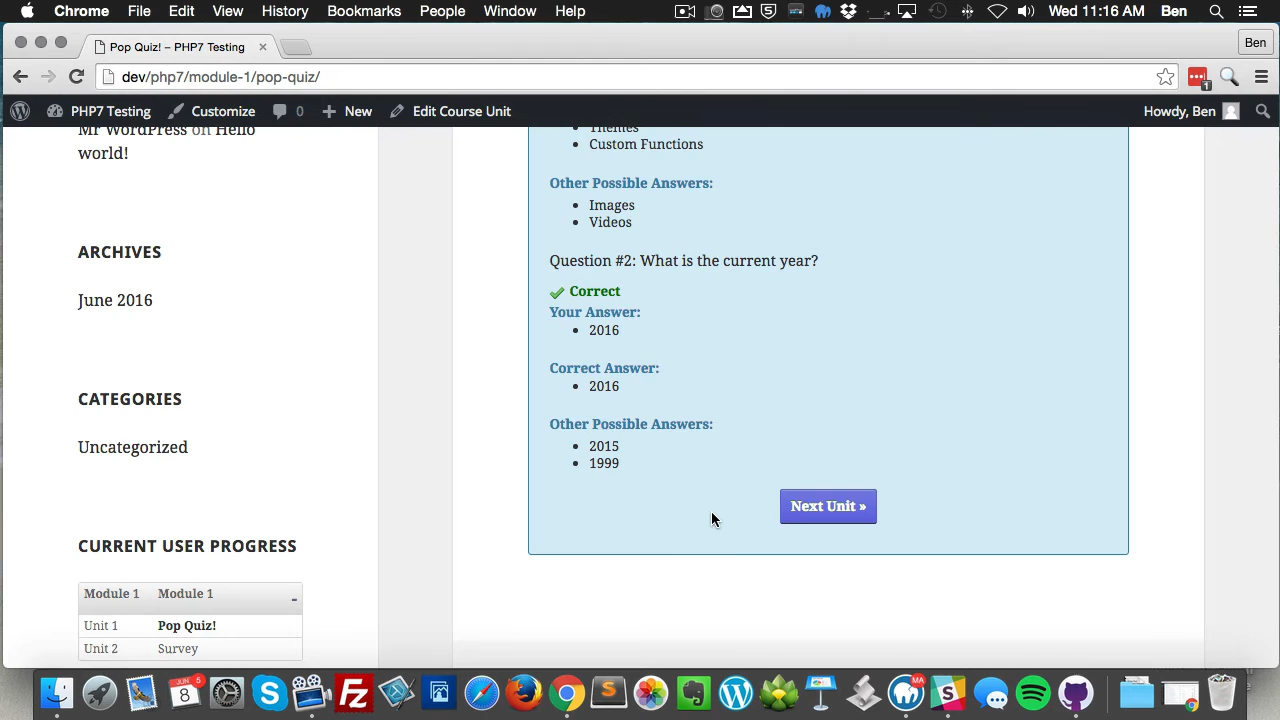 Chrome File Edit View History Bookmarks People Window Help Wed 11:16 AM Ben
Pop Quiz! – PHP7 Testing Ben
dev/php7/module-1/pop-quiz/
PHP7 Testing Customize 0 New Edit Course Unit Howdy, Ben
Mr WordPress on Hello
world!
ARCHIVES
June 2016
CATEGORIES
Uncategorized
CURRENT USER PROGRESS
Module 1 Module 1 -
Unit 1 Pop Quiz!
Unit 2 Survey
Themes
Custom Functions
Other Possible Answers:
Images
Videos
Question #2: What is the current year?
Correct
Your Answer:
2016
Correct Answer:
2016
Other Possible Answers:
2015
1999
Next Unit »
JUN 5
8
MA